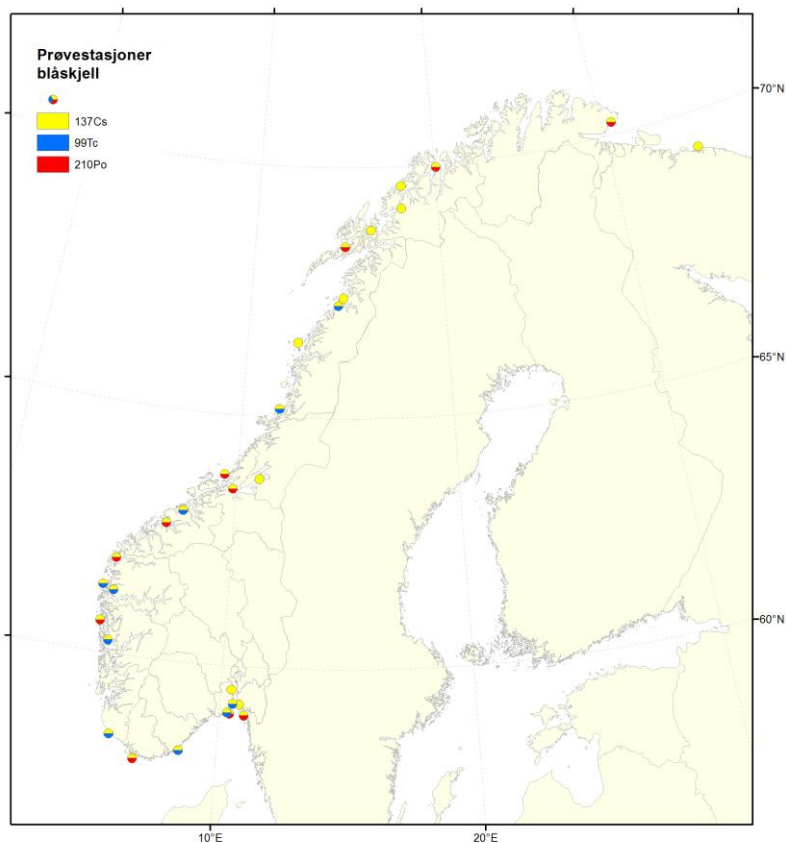 Prøvestasjoner
blåskjell
137Cs
99Tc
210Po
70°N
65°N
60°N
10°E
20°E